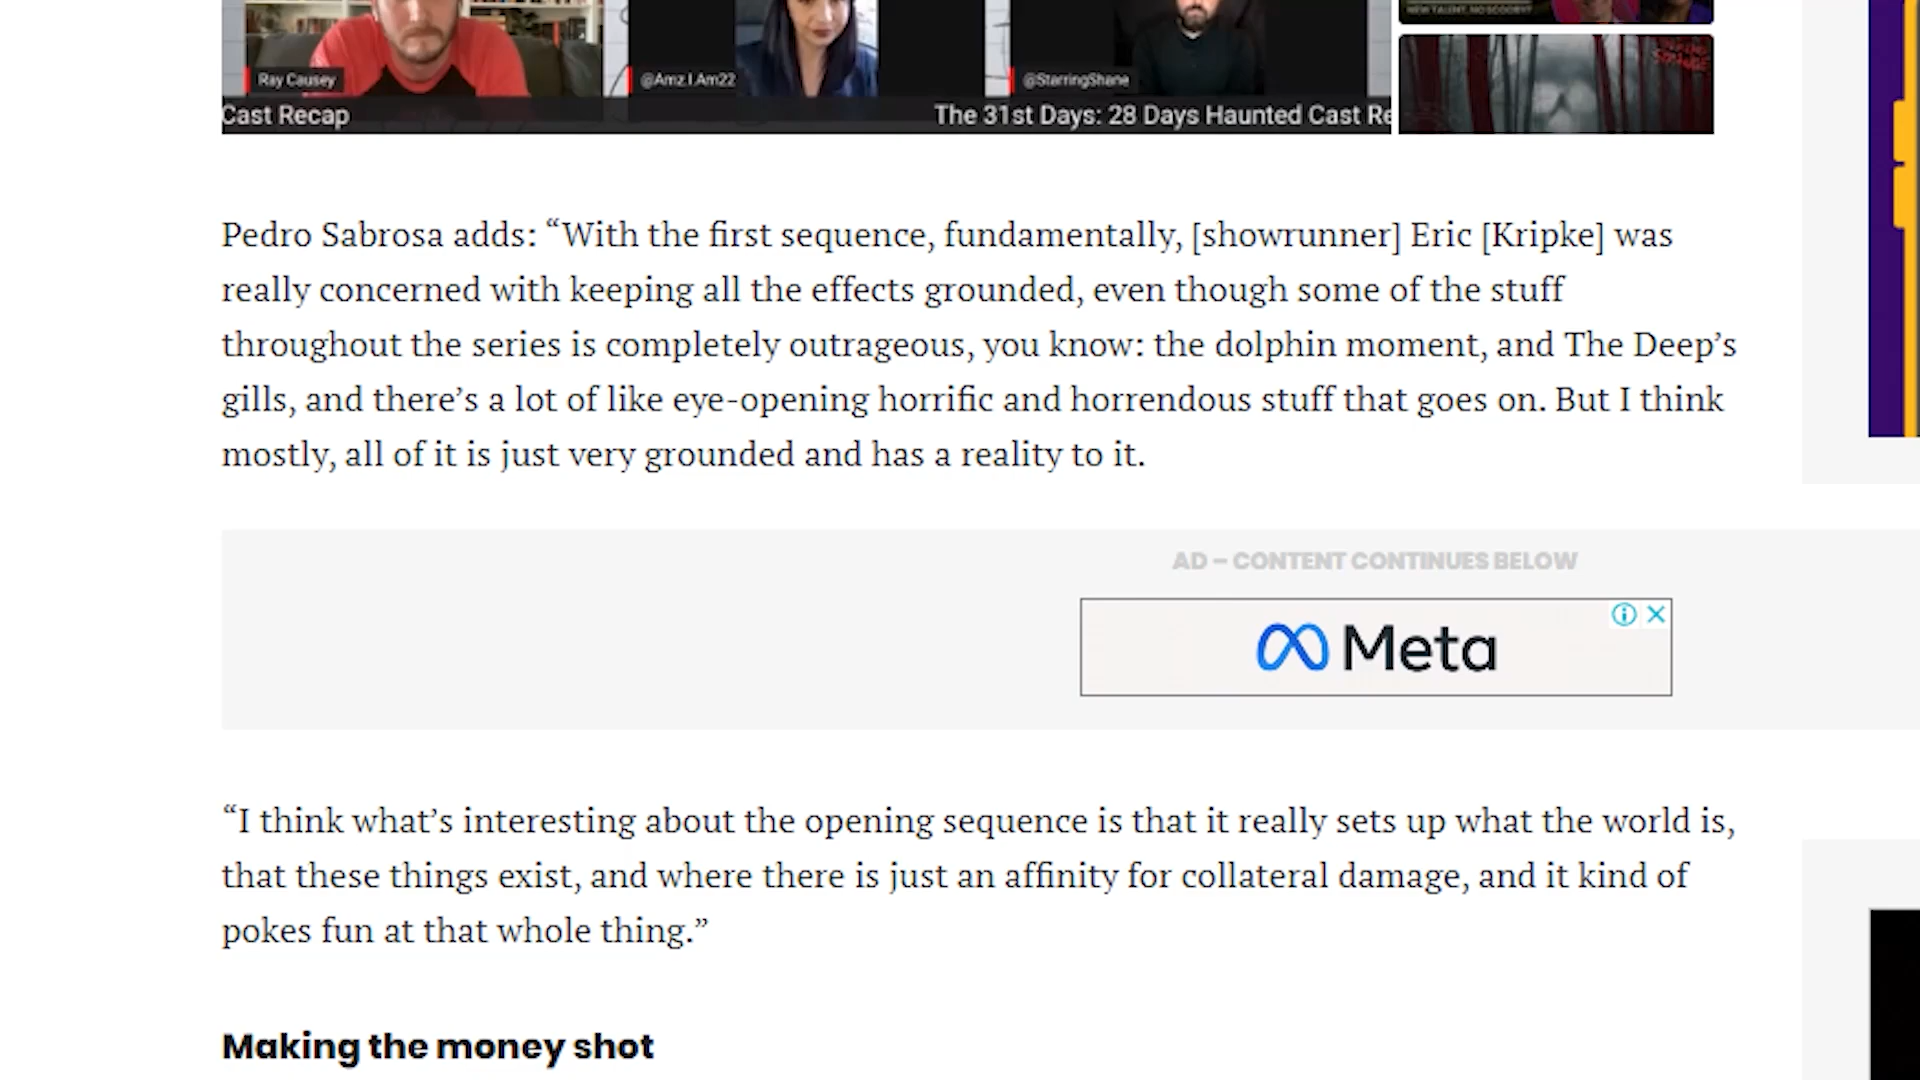 NEW TALENT, NO SCOOBY?
Ray Causey
@Amz.I.Am22
@StarringShane
Cast Recap
The 31st Days: 28 Days Haunted Cast Re
Pedro Sabrosa adds: “With the first sequence, fundamentally, [showrunner] Eric [Kripke] was
really concerned with keeping all the effects grounded, even though some of the stuff
throughout the series is completely outrageous, you know: the dolphin moment, and The Deep’s
gills, and there’s a lot of like eye-opening horrific and horrendous stuff that goes on. But I think
mostly, all of it is just very grounded and has a reality to it.
AD – CONTENT CONTINUES BELOW
Meta
“I think what’s interesting about the opening sequence is that it really sets up what the world is,
that these things exist, and where there is just an affinity for collateral damage, and it kind of
pokes fun at that whole thing.”
Making the money shot